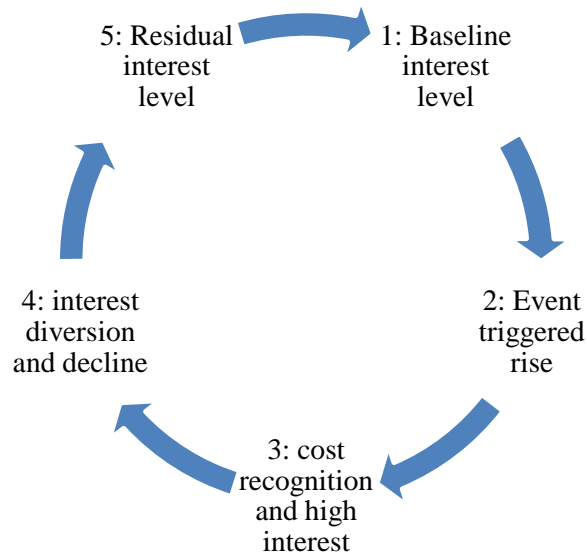 1: Baseline
interest
level
2: Event
triggered
rise
3: cost
recognition
and high
interest
4: interest
diversion
and decline
5: Residual
interest
level